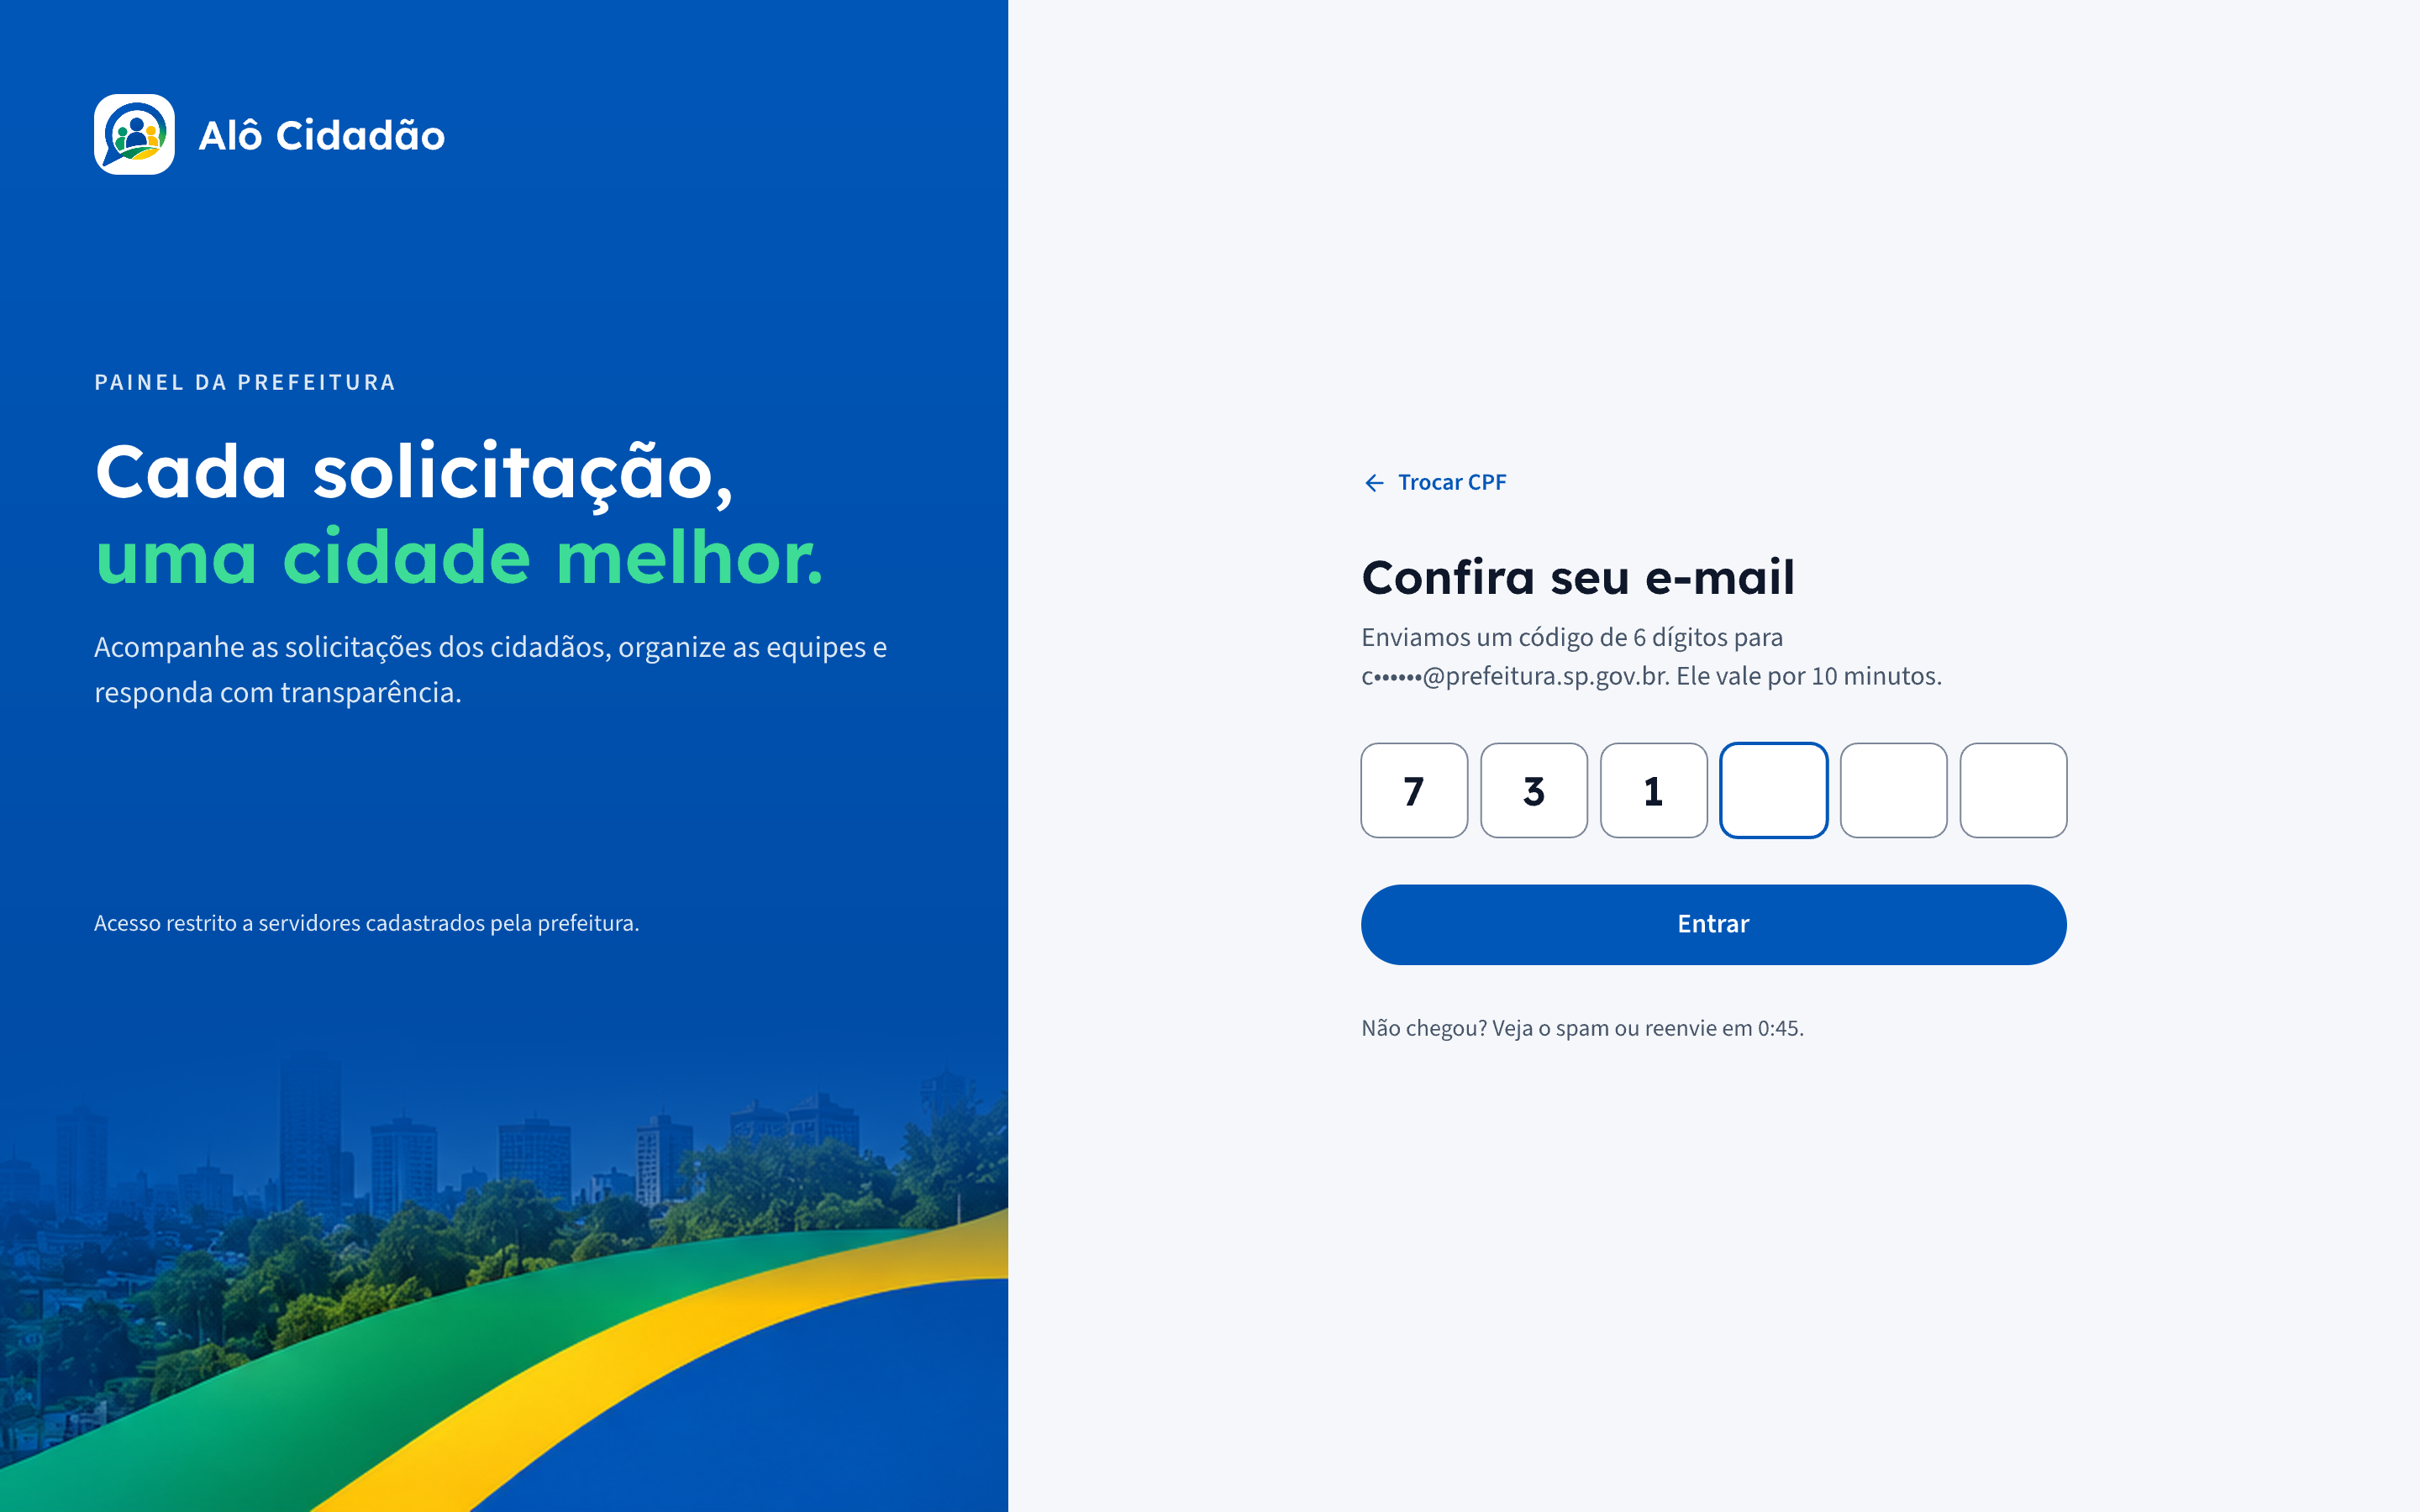 Alô Cidadão
PAINEL DA PREFEITURA
Cada solicitação,
uma cidade melhor.
Acompanhe as solicitações dos cidadãos, organize as equipes e
responda com transparência.
Acesso restrito a servidores cadastrados pela prefeitura.
← Trocar CPF
Confira seu e-mail
Enviamos um código de 6 dígitos para
c••••••@prefeitura.sp.gov.br. Ele vale por 10 minutos.
7 3 1
Entrar
Não chegou? Veja o spam ou reenvie em 0:45.